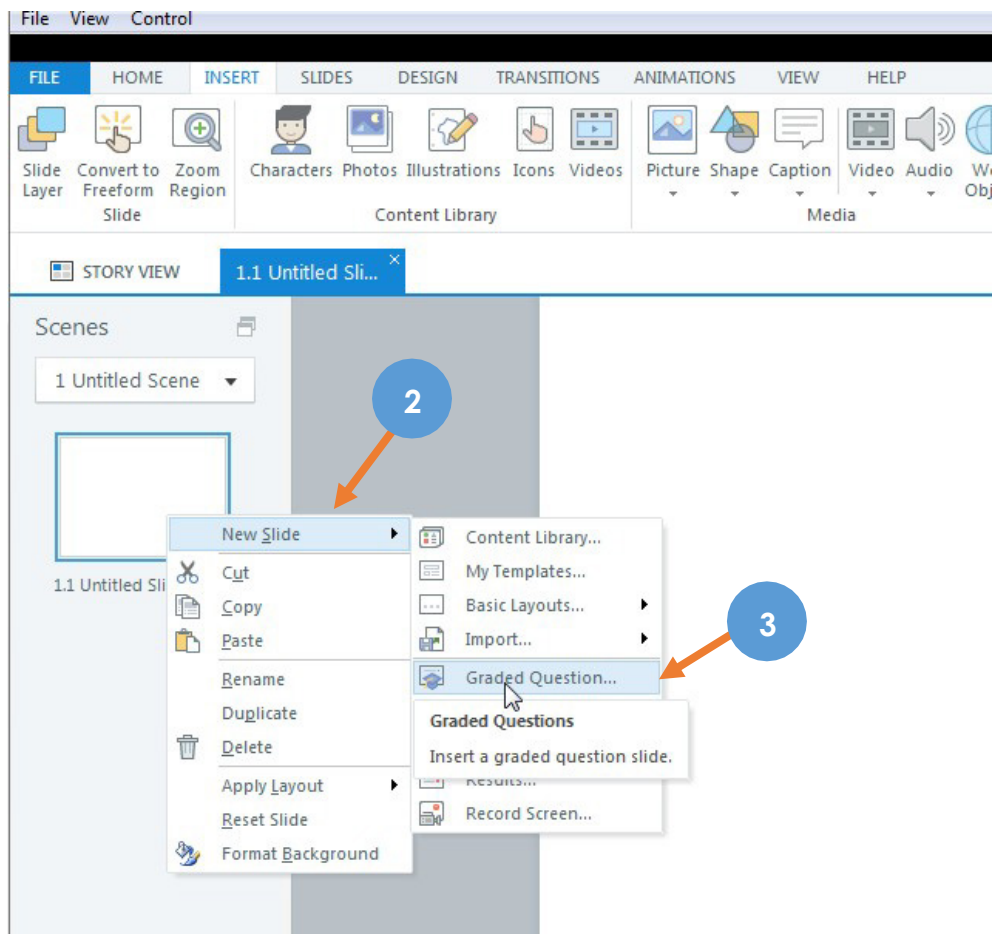 File View Control
FILE HOME INSERT SLIDES DESIGN TRANSITIONS ANIMATIONS VIEW HELP
Slide Layer
Convert to Freeform
Zoom Region
Slide
Characters Photos Illustrations Icons Videos
Content Library
Picture Shape Caption Video Audio We
Obj
Media
STORY VIEW
1.1 Untitled Sli...
Scenes
1 Untitled Scene
2
1.1 Untitled Sli
New Slide
Cut
Copy
Paste
Rename
Duplicate
Delete
Apply Layout
Reset Slide
Format Background
Content Library...
My Templates...
Basic Layouts...
Import...
Graded Question...
3
Graded Questions
Insert a graded question slide.
Results...
Record Screen...